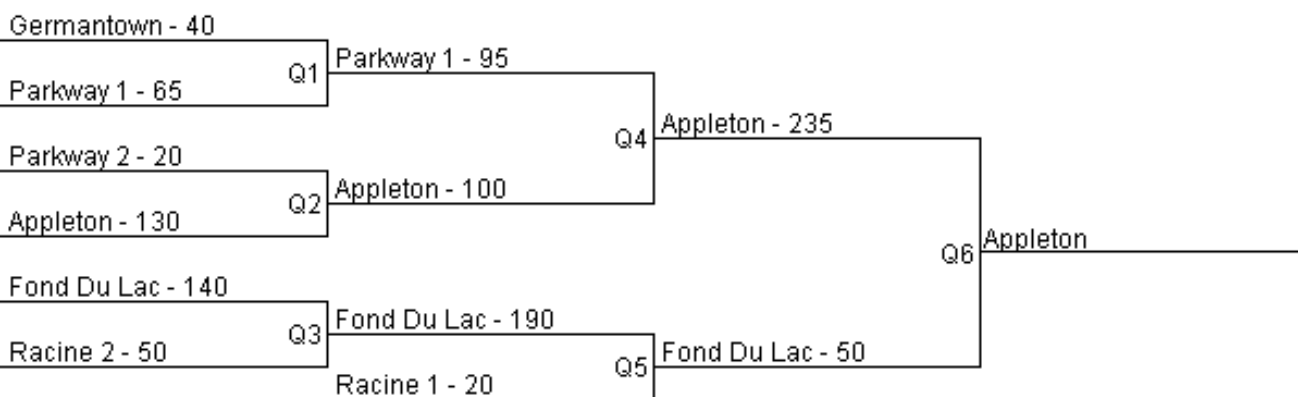 Germantown - 40
Q1
Parkway 1 - 95
Parkway 1 - 65
Q4
Appleton - 235
Parkway 2 - 20
Q2
Appleton - 100
Appleton - 130
Q6
Appleton
Fond Du Lac - 140
Q3
Fond Du Lac - 190
Racine 2 - 50
Q5
Fond Du Lac - 50
Racine 1 - 20